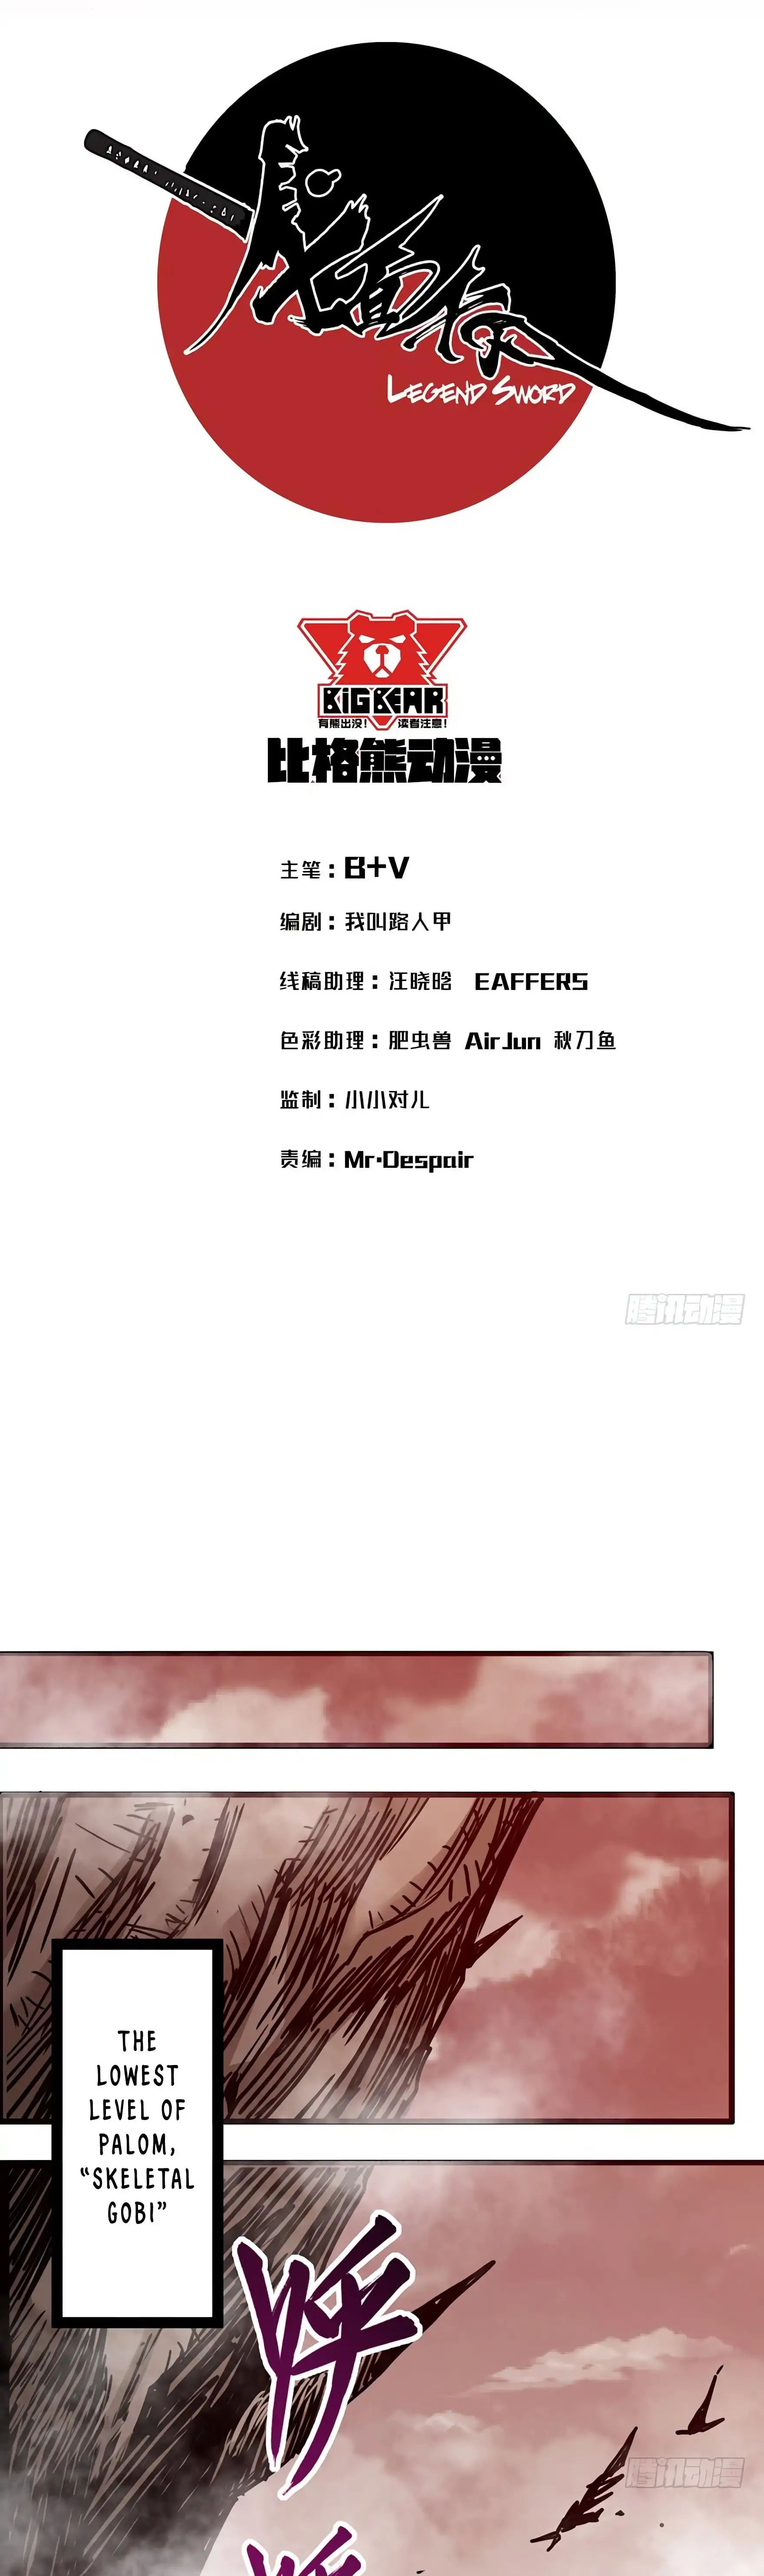 LEGEND SWORD
BIGBEAR
有熊出没! 读者注意!
比格熊动漫
主笔：B+V
编剧：我叫路人甲
线稿助理：汪晓晗 EAFFERS
色彩助理：肥虫兽 AirJun 秋刀鱼
监制：小小对儿
责编：Mr·Despair
腾讯动漫
THE
LOWEST
LEVEL OF
PALOM,
“SKELETAL
GOBI”
呼
腾讯动漫